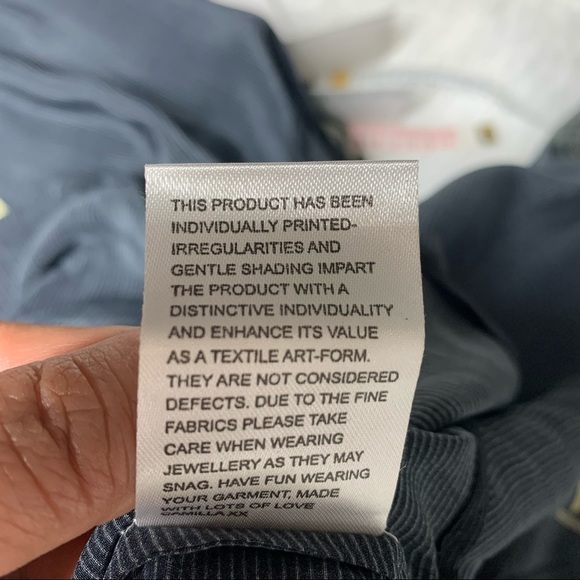 THIS PRODUCT HAS BEEN
INDIVIDUALLY PRINTED-
IRREGULARITIES AND
GENTLE SHADING IMPART
THE PRODUCT WITH A
DISTINCTIVE INDIVIDUALITY
AND ENHANCE ITS VALUE
AS A TEXTILE ART-FORM.
THEY ARE NOT CONSIDERED
DEFECTS. DUE TO THE FINE
FABRICS PLEASE TAKE
CARE WHEN WEARING
JEWELLERY AS THEY MAY
SNAG. HAVE FUN WEARING
YOUR GARMENT, MADE
WITH LOTS OF LOVE
CAMILLA XX